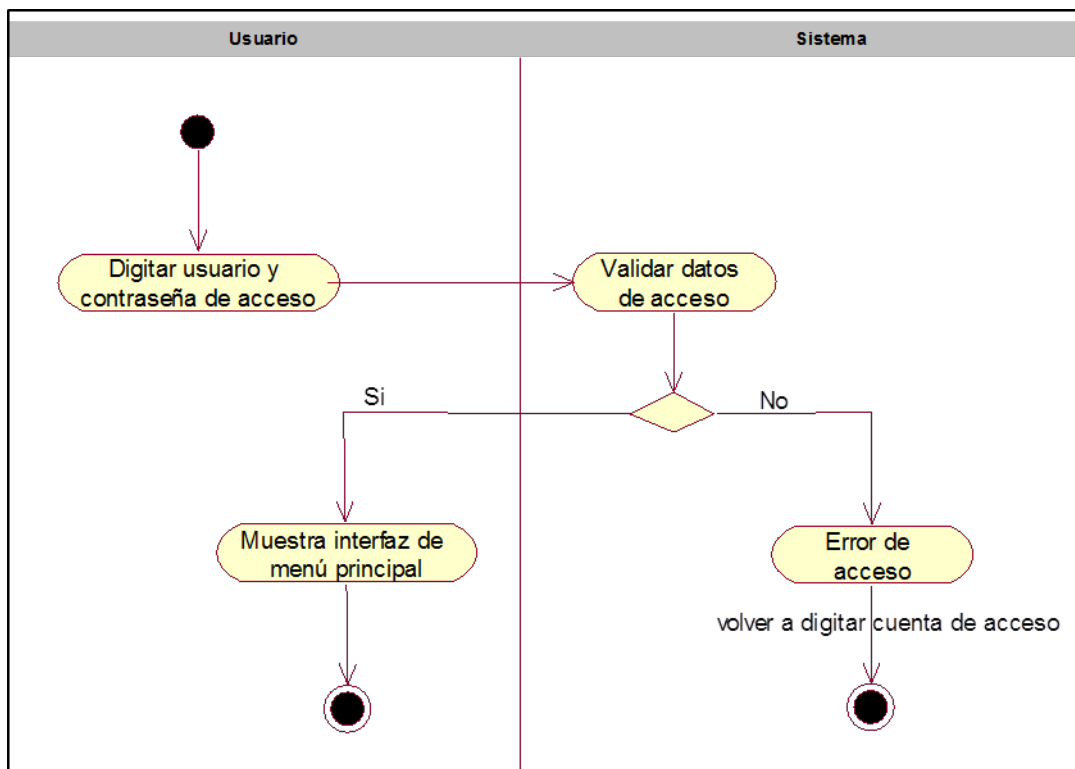 Usuario
Sistema
Digitar usuario y
contraseña de acceso
Validar datos
de acceso
Si
No
Muestra interfaz de
menú principal
Error de
acceso
volver a digitar cuenta de acceso